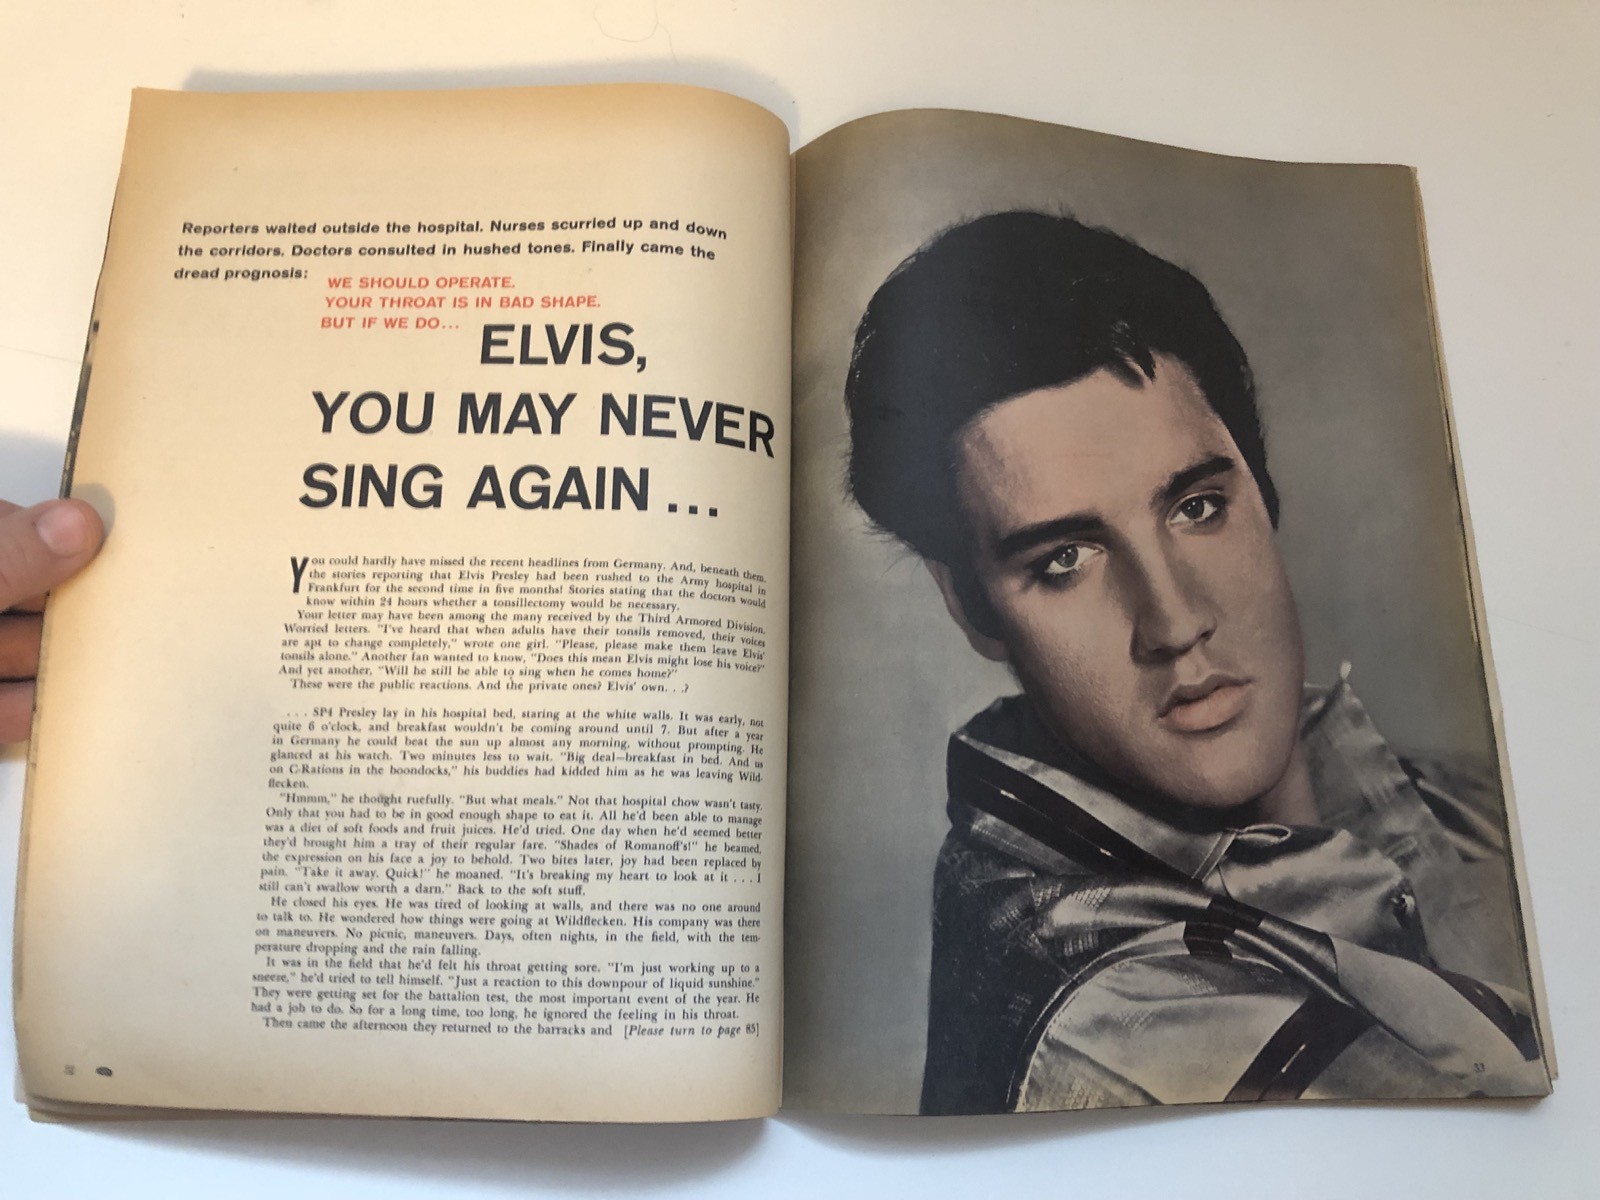 Reporters waited outside the hospital. Nurses scurried up and down
the corridors. Doctors consulted in hushed tones. Finally came the
dread prognosis:
WE SHOULD OPERATE.
YOUR THROAT IS IN BAD SHAPE.
BUT IF WE DO...
ELVIS,
YOU MAY NEVER
SING AGAIN ...
You could hardly have missed the recent headlines from Germany. And, beneath them,
the stories reporting that Elvis Presley had been rushed to the Army hospital in
Frankfurt for the second time in five months! Stories stating that the doctors would
know within 24 hours whether a tonsillectomy would be necessary.
Your letter may have been among the many received by the Third Armored Division.
Worried letters. "I've heard that when adults have their tonsils removed, their voices
are apt to change completely," wrote one girl. "Please, please make them leave Elvis'
tonsils alone." Another fan wanted to know, "Does this mean Elvis might lose his voice?"
And yet another, "Will he still be able to sing when he comes home?"
These were the public reactions. And the private ones? Elvis' own. . .?
. . . SP4 Presley lay in his hospital bed, staring at the white walls. It was early, not
quite 6 o'clock, and breakfast wouldn't be coming around until 7. But after a year
in Germany he could beat the sun up almost any morning, without prompting. He
glanced at his watch. Two minutes less to wait. "Big deal—breakfast in bed. And us
on C-Rations in the boondocks," his buddies had kidded him as he was leaving Wild-
flecken.
"Hmmm," he thought ruefully. "But what meals." Not that hospital chow wasn't tasty.
Only that you had to be in good enough shape to eat it. All he'd been able to manage
was a diet of soft foods and fruit juices. He'd tried. One day when he'd seemed better
they'd brought him a tray of their regular fare. "Shades of Romanoff's!" he beamed,
the expression on his face a joy to behold. Two bites later, joy had been replaced by
pain. "Take it away. Quick!" he moaned. "It's breaking my heart to look at it . . . I
still can't swallow worth a darn." Back to the soft stuff.
He closed his eyes. He was tired of looking at walls, and there was no one around
to talk to. He wondered how things were going at Wildflecken. His company was there
on maneuvers. No picnic, maneuvers. Days, often nights, in the field, with the tem-
perature dropping and the rain falling.
It was in the field that he'd felt his throat getting sore. "I'm just working up to a
sneeze," he'd tried to tell himself. "Just a reaction to this downpour of liquid sunshine."
They were getting set for the battalion test, the most important event of the year. He
had a job to do. So for a long time, too long, he ignored the feeling in his throat.
Then came the afternoon they returned to the barracks and [Please turn to page 85]
53